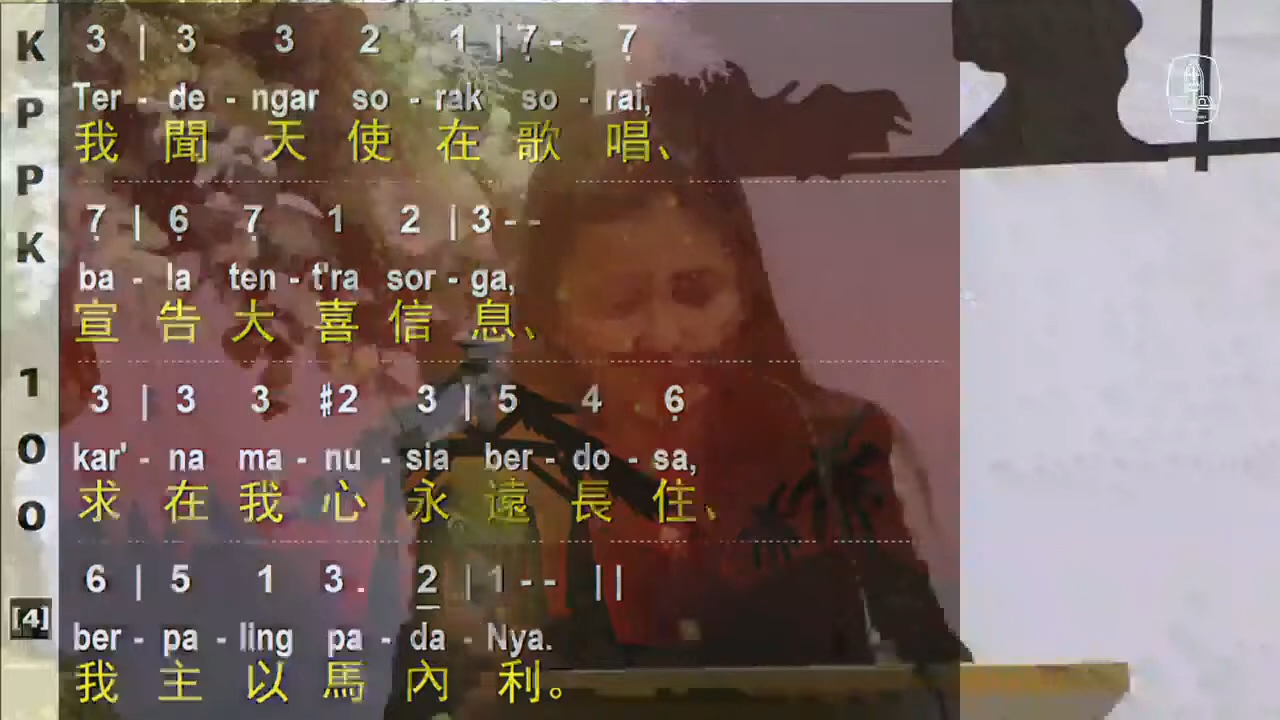 KPPK 100 [4]
3 | 3 3 2 1 | 7̣ - 7̣
Ter - de - ngar so - rak so - rai,
我 聞 天 使 在 歌 唱、
7̣ | 6̣ 7̣ 1 2 | 3 - -
ba - la ten - t'ra sor - ga,
宣 告 大 喜 信 息、
3 | 3 3 #2 3 | 5 4 6̣
kar' - na ma - nu - sia ber - do - sa,
求 在 我 心 永 遠 長 住、
6 | 5 1 3 . 2̲ | 1 - - ||
ber - pa - ling pa - da - Nya.
我 主 以 馬 內 利。